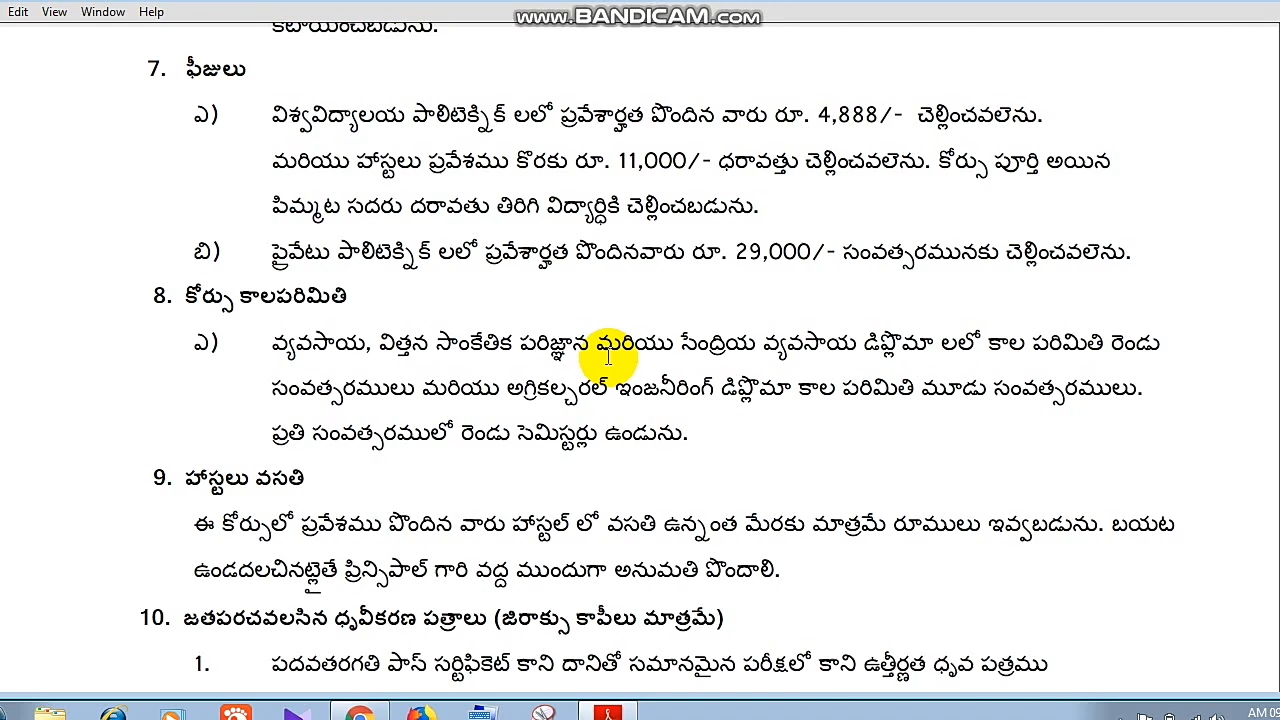 Edit View Window Help
www.BANDICAM.com
కటాయించబడును.
7. ఫీజులు
ఎ) విశ్వవిద్యాలయ పాలిటెక్నిక్ లలో ప్రవేశార్హత పొందిన వారు రూ. 4,888/- చెల్లించవలెను.
మరియు హాస్టలు ప్రవేశము కొరకు రూ. 11,000/- ధరావత్తు చెల్లించవలెను. కోర్సు పూర్తి అయిన
పిమ్మట సదరు దరావతు తిరిగి విద్యార్ధికి చెల్లించబడును.
బి) ప్రైవేటు పాలిటెక్నిక్ లలో ప్రవేశార్హత పొందినవారు రూ. 29,000/- సంవత్సరమునకు చెల్లించవలెను.
8. కోర్సు కాలపరిమితి
ఎ) వ్యవసాయ, విత్తన సాంకేతిక పరిజ్ఞాన మరియు సేంద్రియ వ్యవసాయ డిప్లొమా లలో కాల పరిమితి రెండు
సంవత్సరములు మరియు అగ్రికల్చరల్ ఇంజనీరింగ్ డిప్లొమా కాల పరిమితి మూడు సంవత్సరములు.
ప్రతి సంవత్సరములో రెండు సెమిస్టర్లు ఉండును.
9. హాస్టలు వసతి
ఈ కోర్సులో ప్రవేశము పొందిన వారు హాస్టల్ లో వసతి ఉన్నంత మేరకు మాత్రమే రూములు ఇవ్వబడును. బయట
ఉండదలచినట్లైతే ప్రిన్సిపాల్ గారి వద్ద ముందుగా అనుమతి పొందాలి.
10. జతపరచవలసిన ధృవీకరణ పత్రాలు (జిరాక్సు కాపీలు మాత్రమే)
1. పదవతరగతి పాస్ సర్టిఫికెట్ కాని దానితో సమానమైన పరీక్షలో కాని ఉత్తీర్ణత ధృవ పత్రము
AM 09